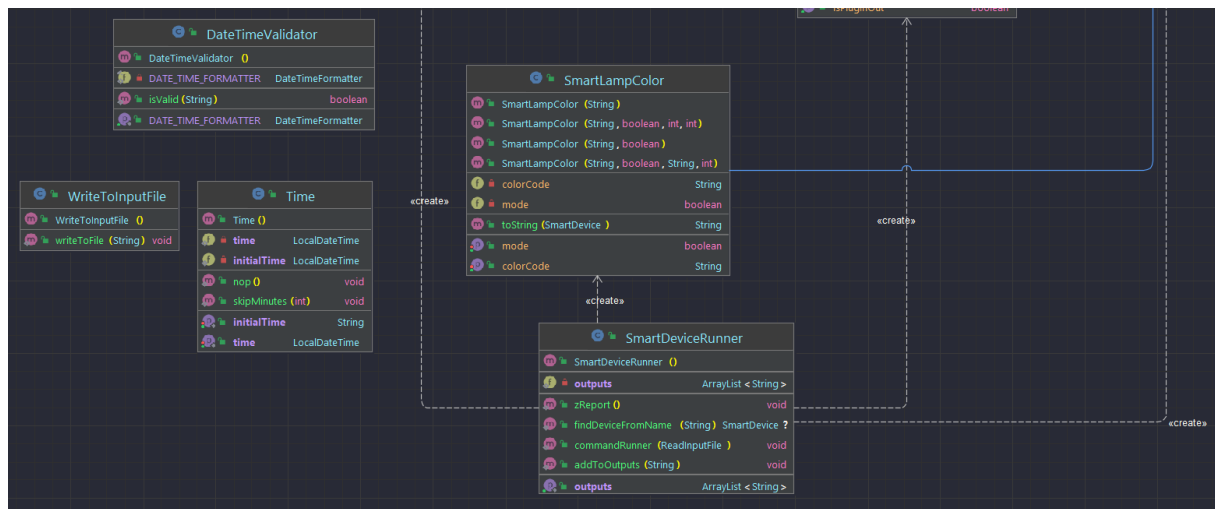 isPluginOut boolean
DateTimeValidator
DateTimeValidator ()
DATE_TIME_FORMATTER DateTimeFormatter
isValid (String) boolean
DATE_TIME_FORMATTER DateTimeFormatter
SmartLampColor
SmartLampColor (String)
SmartLampColor (String, boolean, int, int)
SmartLampColor (String, boolean)
SmartLampColor (String, boolean, String, int)
colorCode String
mode boolean
toString (SmartDevice) String
mode boolean
colorCode String
WriteToInputFile
WriteToInputFile ()
writeToFile (String) void
Time
Time ()
time LocalDateTime
initialTime LocalDateTime
nop () void
skipMinutes (int) void
initialTime String
time LocalDateTime
«create»
«create»
«create»
SmartDeviceRunner
SmartDeviceRunner ()
outputs ArrayList <String>
zReport () void
findDeviceFromName (String) SmartDevice ?
commandRunner (ReadInputFile) void
addToOutputs (String) void
outputs ArrayList <String>
«create»